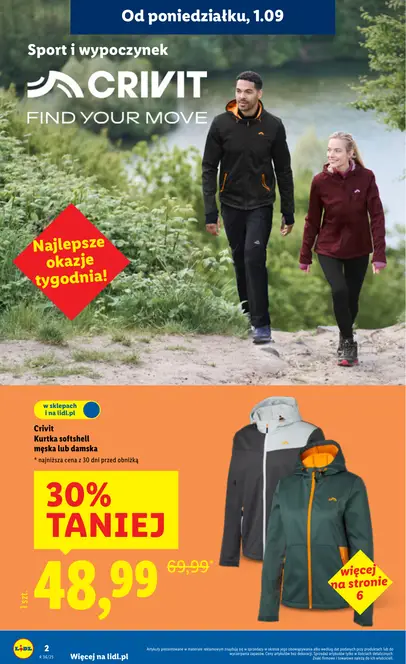 Od poniedziałku, 1.09
Sport i wypoczynek
CRIVIT
FIND YOUR MOVE
Najlepsze
okazje
tygodnia!
w sklepach
i na lidl.pl
Crivit
Kurtka softshell
męska lub damska
* najniższa cena z 30 dni przed obniżką
30%
TANIEJ
69,99*
48,99
1 szt.
więcej
na stronie
6
LIDL
2
Więcej na lidl.pl